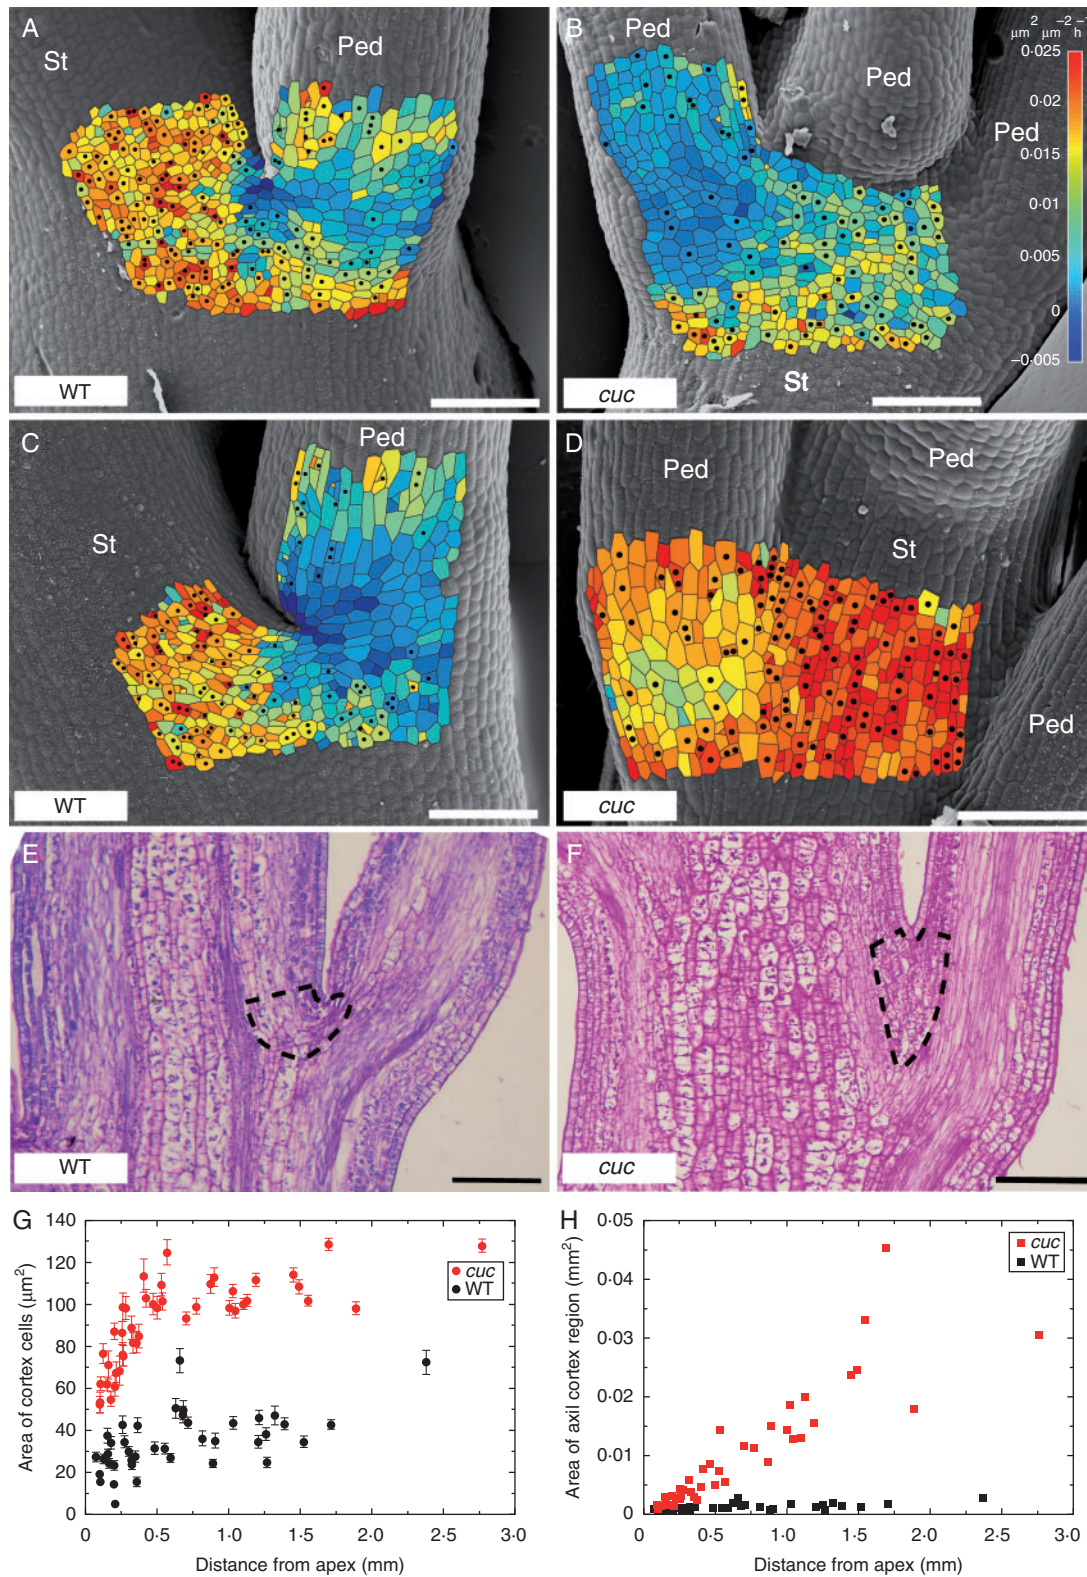 A
St
Ped
WT
B
Ped
Ped
Ped
St
cuc
μm² μm⁻² h⁻
0·025
0·02
0·015
0·01
0·005
0
−0·005
C
Ped
St
WT
D
Ped
Ped
St
Ped
cuc
E
WT
F
cuc
G
140
120
100
80
60
40
20
0
Area of cortex cells (μm²)
cuc
WT
0
0·5
1·0
1·5
2·0
2·5
3·0
Distance from apex (mm)
H
0·05
0·04
0·03
0·02
0·01
0
Area of axil cortex region (mm²)
cuc
WT
0
0·5
1·0
1·5
2·0
2·5
3·0
Distance from apex (mm)